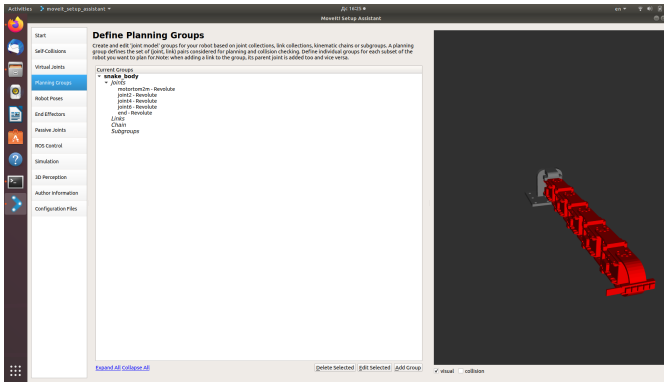 Activities
moveit_setup_assistant
Дс 16:25
en
MoveIt Setup Assistant
Start
Self-Collisions
Virtual Joints
Planning Groups
Robot Poses
End Effectors
Passive Joints
ROS Control
Simulation
3D Perception
Author Information
Configuration Files
Define Planning Groups
Create and edit 'joint model' groups for your robot based on joint collections, link collections, kinematic chains or subgroups. A planning
group defines the set of (joint, link) pairs considered for planning and collision checking. Define individual groups for each subset of the
robot you want to plan for.Note: when adding a link to the group, its parent joint is added too and vice versa.
Current Groups
snake_body
Joints
motortom2m - Revolute
joint2 - Revolute
joint4 - Revolute
joint6 - Revolute
end - Revolute
Links
Chain
Subgroups
Expand All Collapse All
Delete Selected
Edit Selected
Add Group
visual
collision